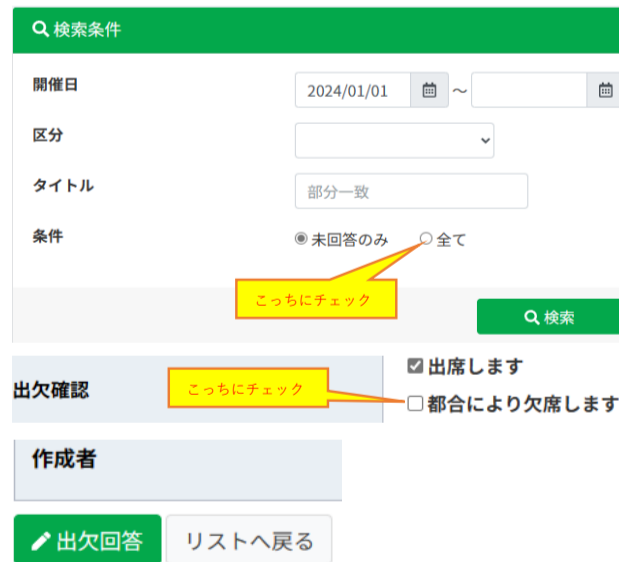 検索条件
開催日 2024/01/01 ～
区分
タイトル 部分一致
条件 未回答のみ 全て
こっちにチェック
検索
出席します
出欠確認 こっちにチェック
都合により欠席します
作成者
出欠回答 リストへ戻る